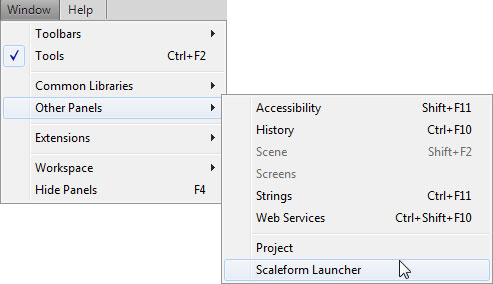 Window Help
Toolbars
Tools Ctrl+F2
Common Libraries
Other Panels
Extensions
Workspace
Hide Panels F4
Accessibility Shift+F11
History Ctrl+F10
Scene Shift+F2
Screens
Strings Ctrl+F11
Web Services Ctrl+Shift+F10
Project
Scaleform Launcher